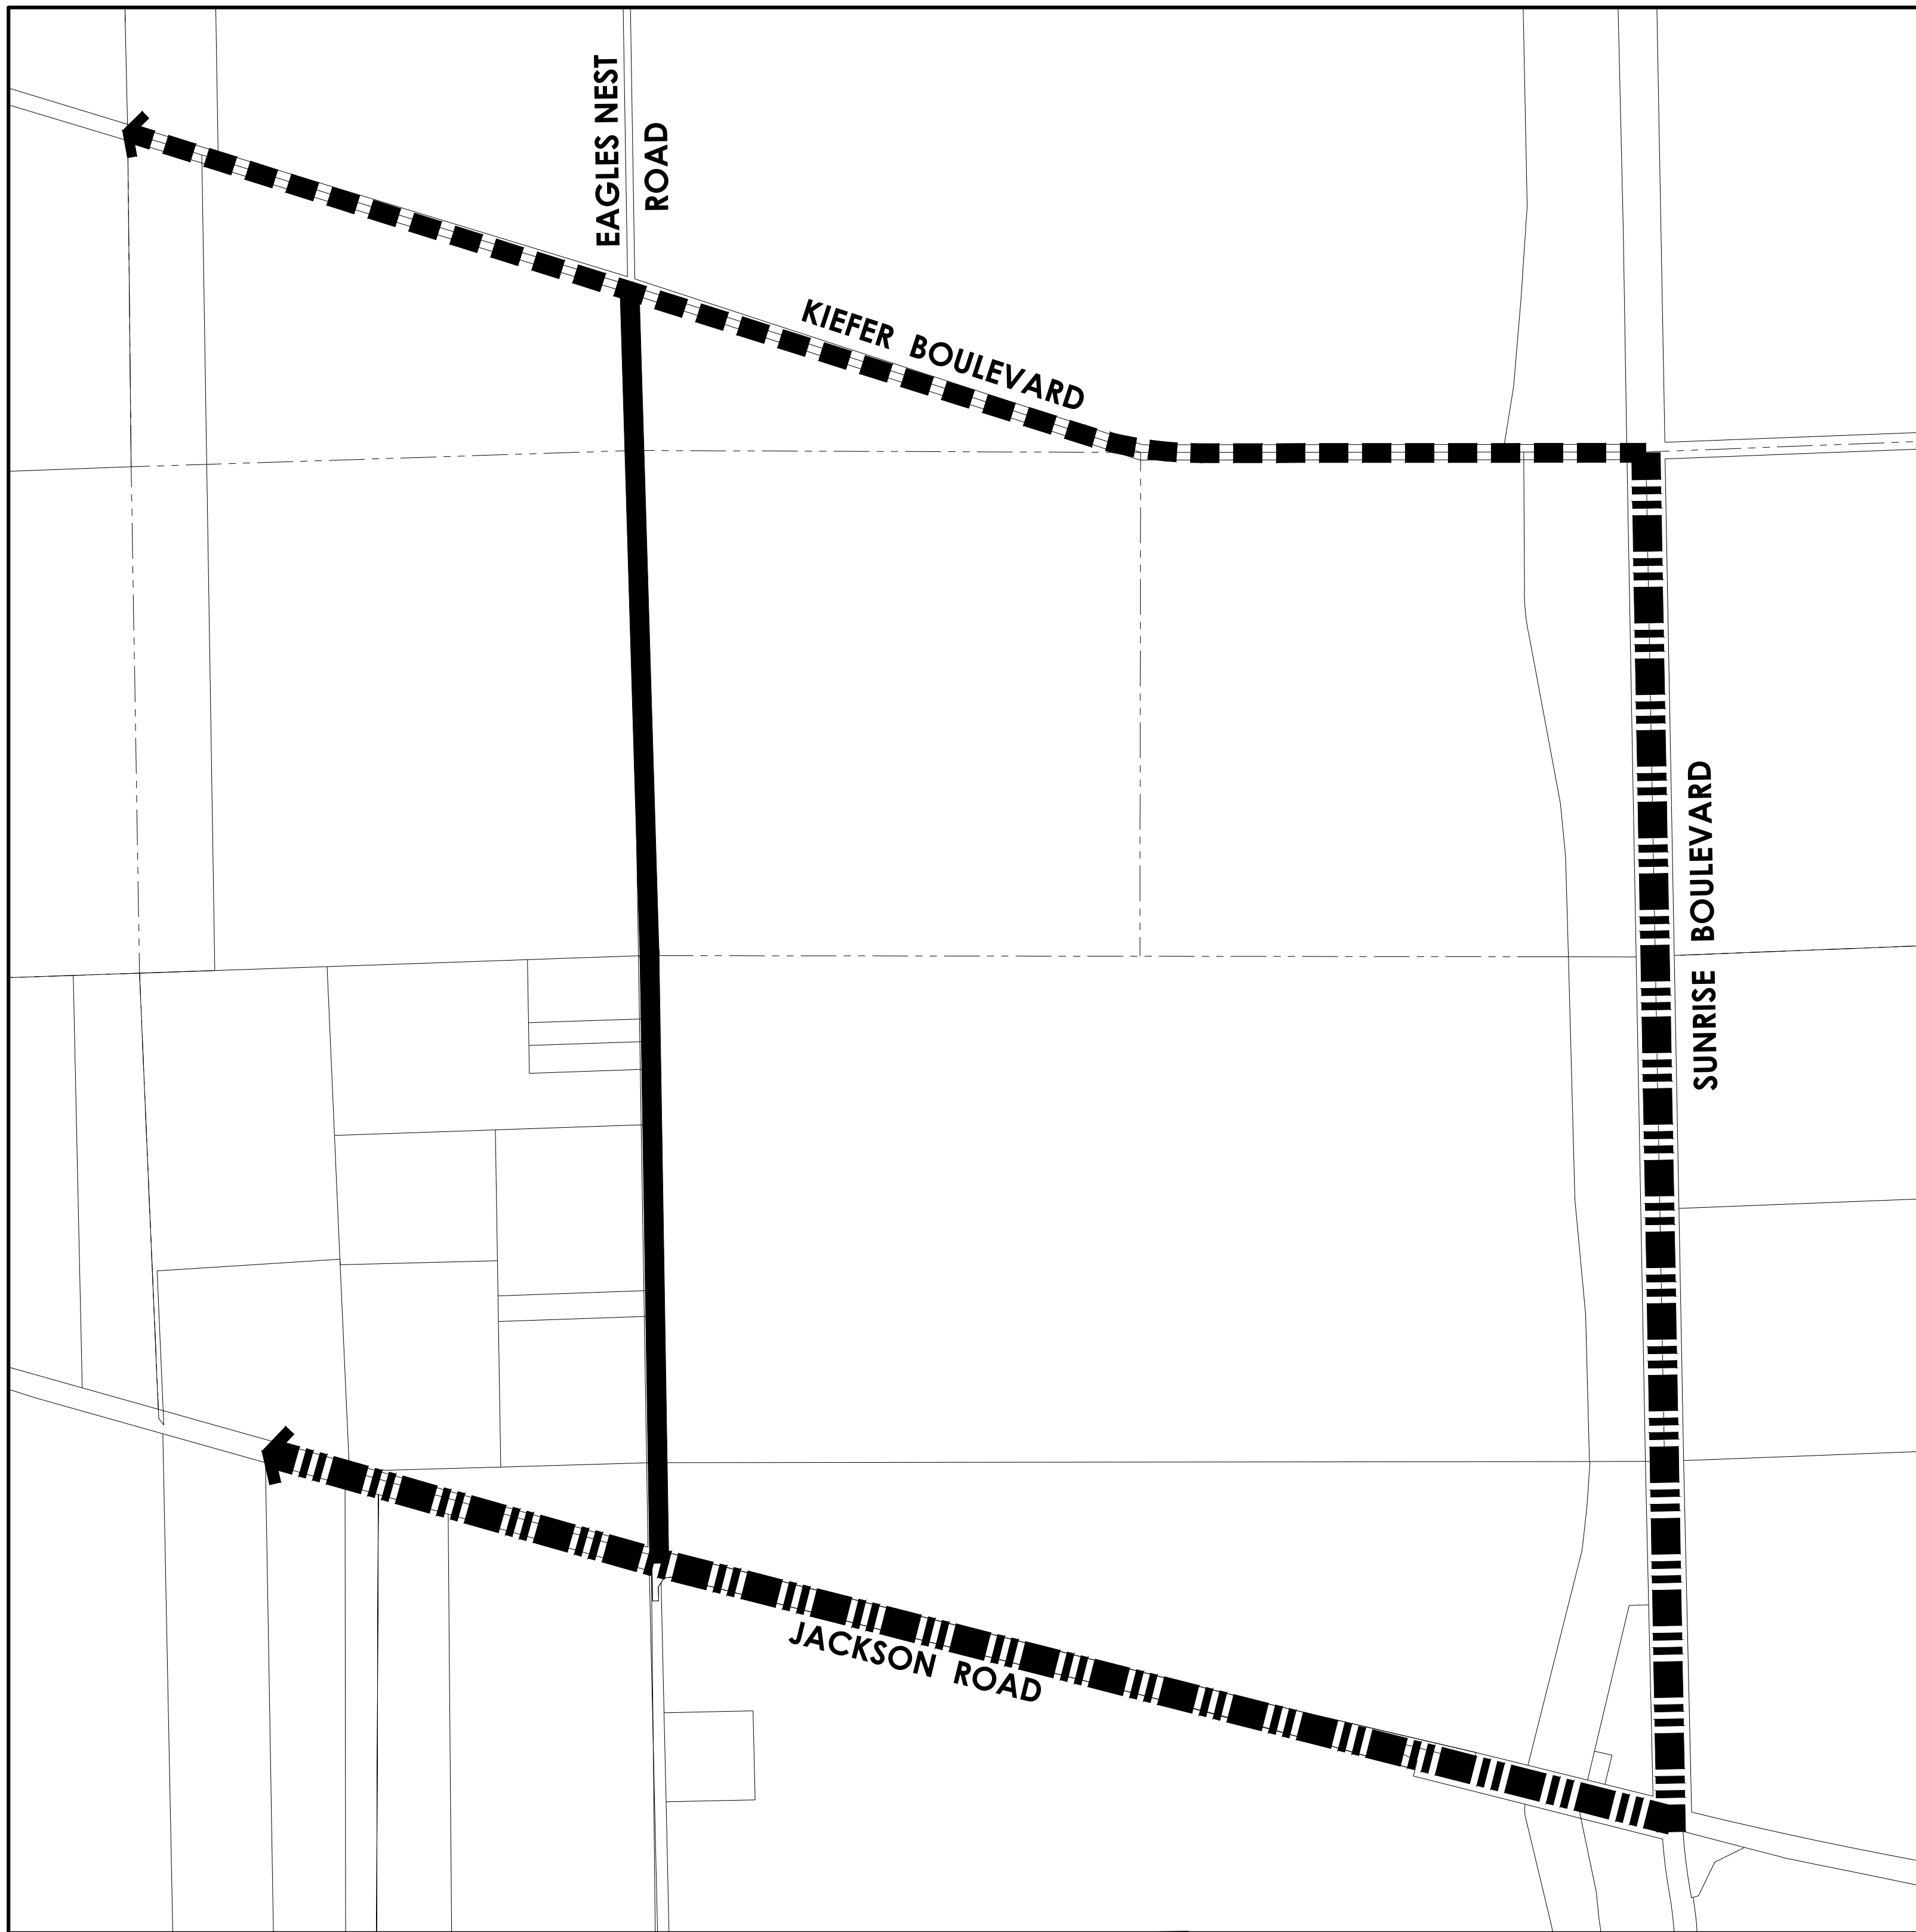 EAGLES NEST
ROAD
KIEFER BOULEVARD
SUNRISE BOULEVARD
JACKSON ROAD